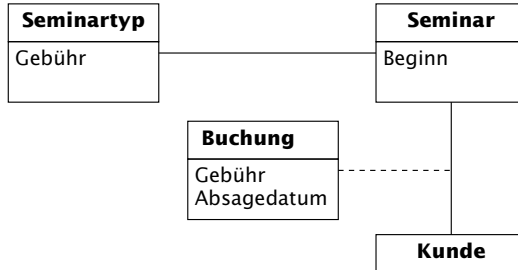 Seminartyp
Gebühr
Seminar
Beginn
Buchung
Gebühr
Absagedatum
Kunde